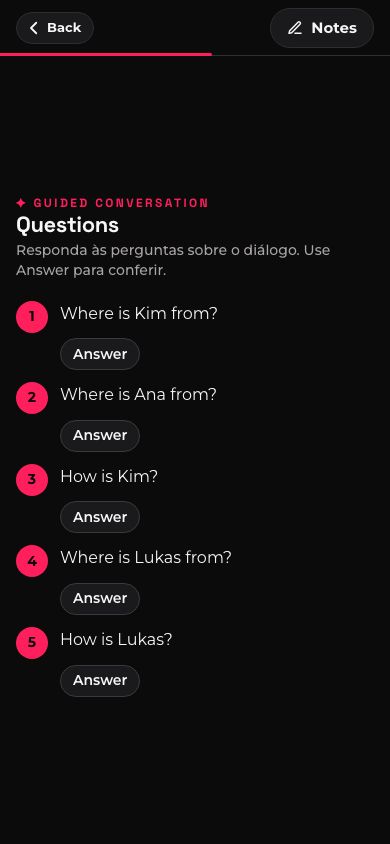 Back
Notes
GUIDED CONVERSATION
Questions
Responda às perguntas sobre o diálogo. Use
Answer para conferir.
1 Where is Kim from?
Answer
2 Where is Ana from?
Answer
3 How is Kim?
Answer
4 Where is Lukas from?
Answer
5 How is Lukas?
Answer